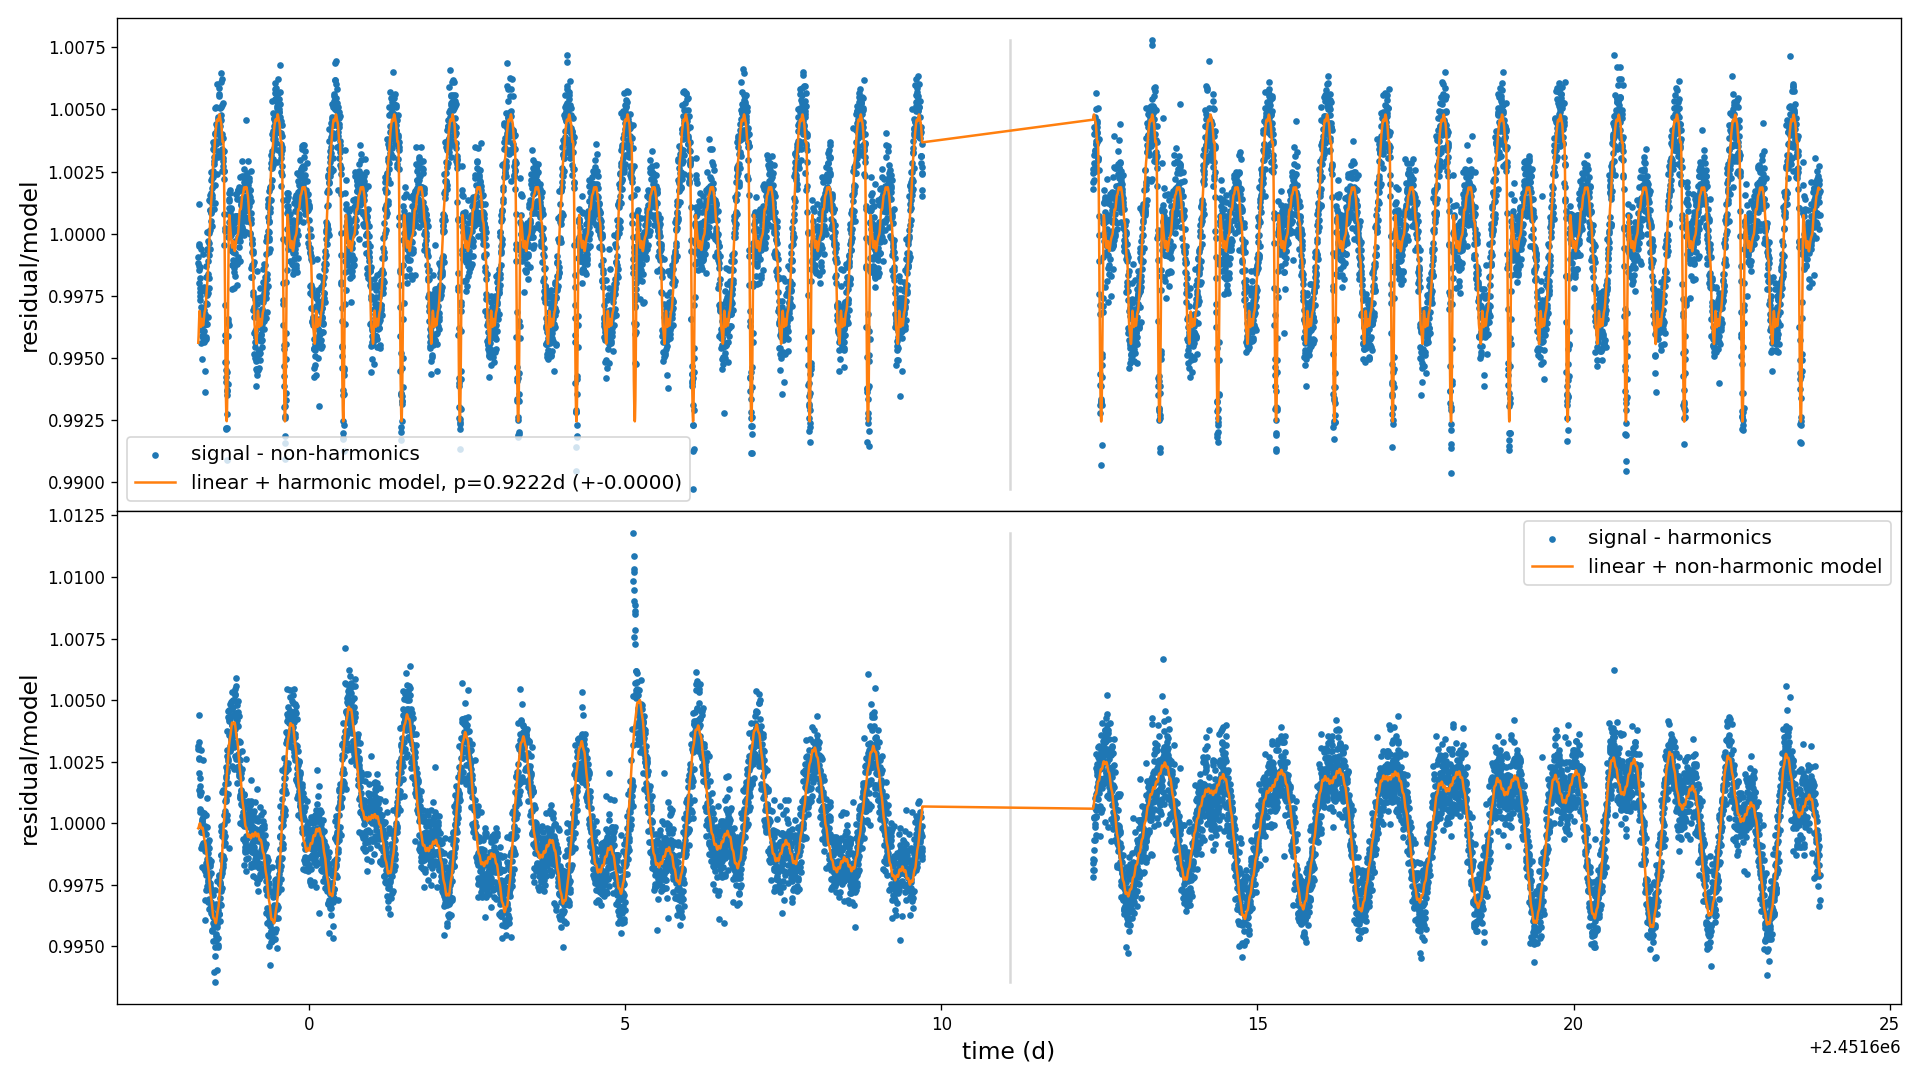 1.0075
1.0050
1.0025
1.0000
0.9975
0.9950
0.9925
0.9900
residual/model
signal - non-harmonics
linear + harmonic model, p=0.9222d (+-0.0000)
1.0125
1.0100
1.0075
1.0050
1.0025
1.0000
0.9975
0.9950
residual/model
signal - harmonics
linear + non-harmonic model
0 5 10 15 20 25
time (d)
+2.4516e6